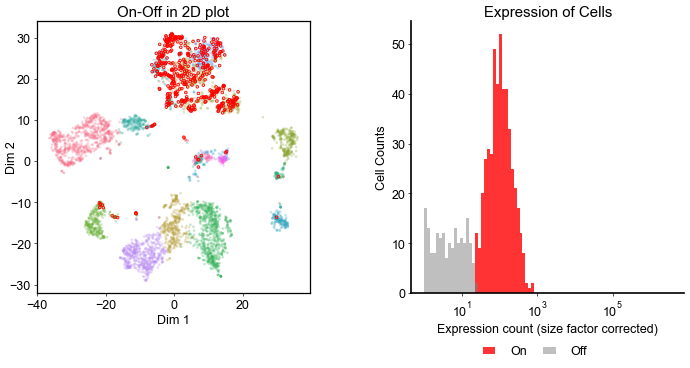 On-Off in 2D plot
30
20
10
0
−10
−20
−30
Dim 2
−40
−20
0
20
Dim 1
Expression of Cells
50
40
30
20
10
0
Cell Counts
10^1
10^3
10^5
Expression count (size factor corrected)
On
Off